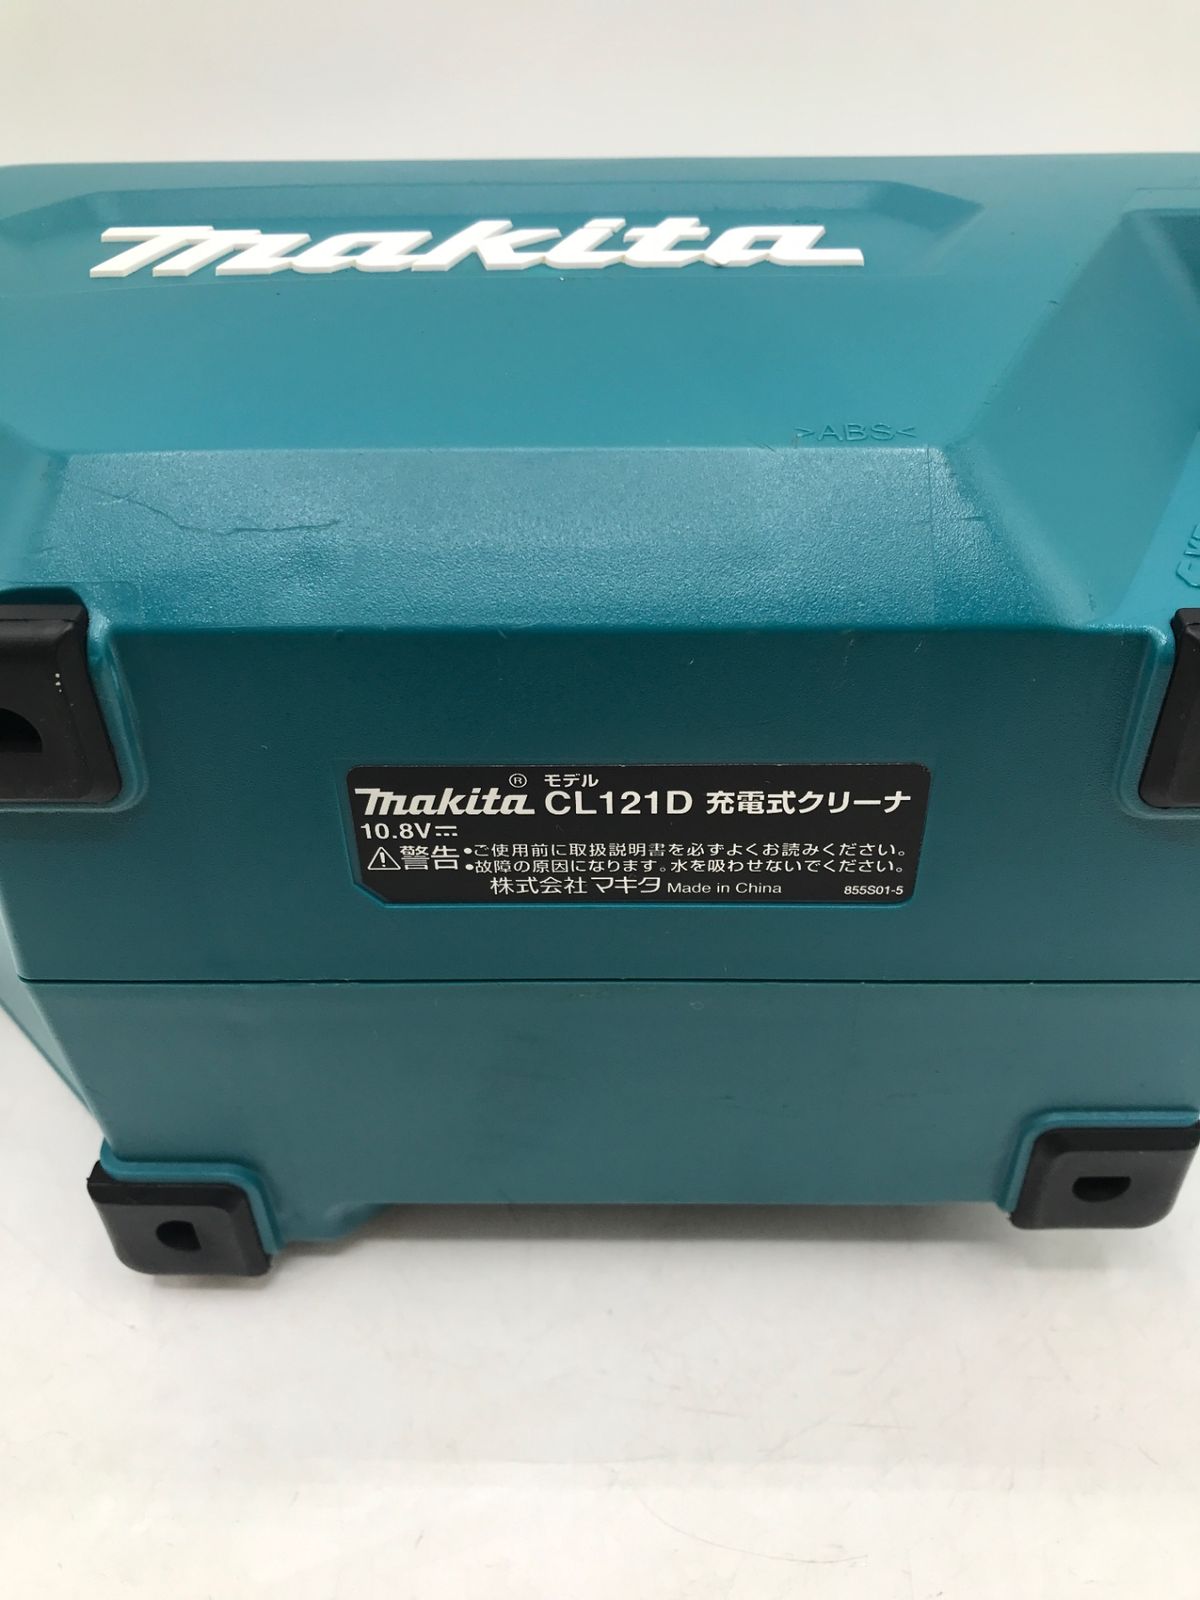 makita
>ABS<
makita® モデル CL121D 充電式クリーナ
10.8V⎓
⚠警告 •ご使用前に取扱説明書を必ずよくお読みください。
•故障の原因になります。水を吸わせないでください。
株式会社 マキタ Made in China 855S01-5